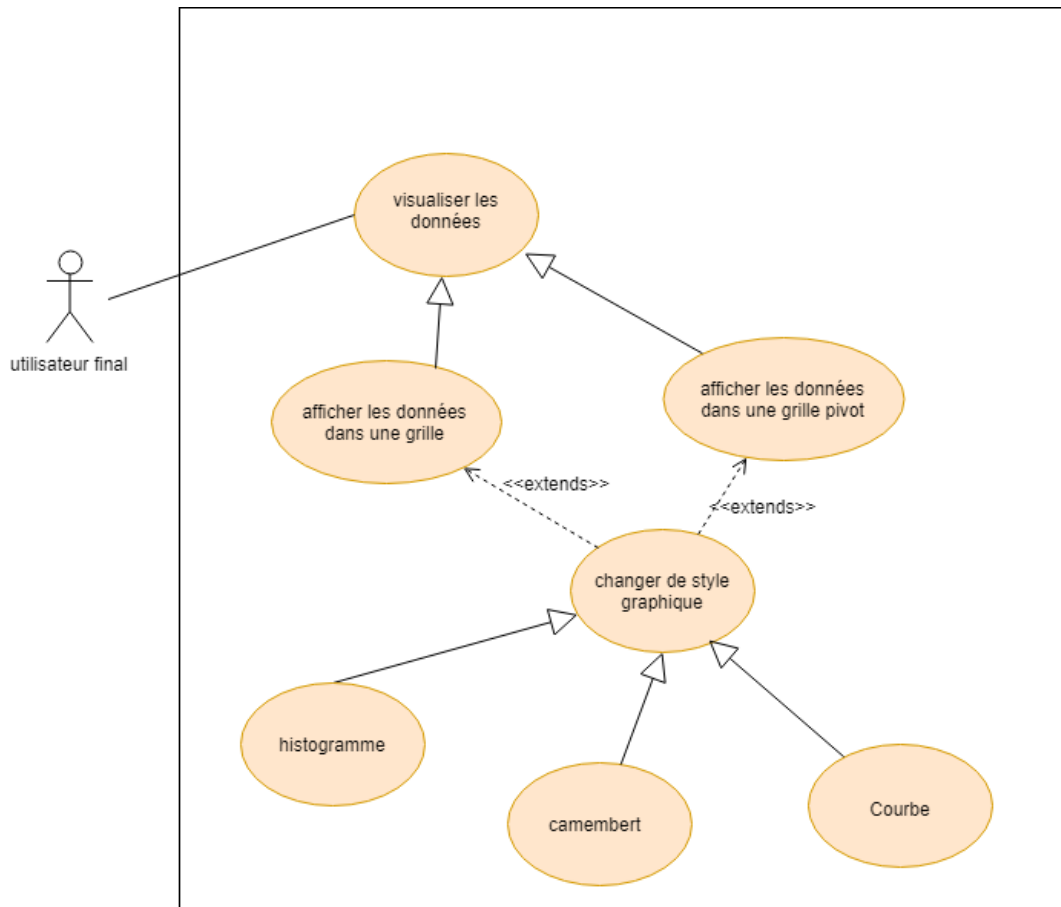 visualiser les
données
utilisateur final
afficher les données
dans une grille
afficher les données
dans une grille pivot
<<extends>>
<<extends>>
changer de style
graphique
histogramme
camembert
Courbe